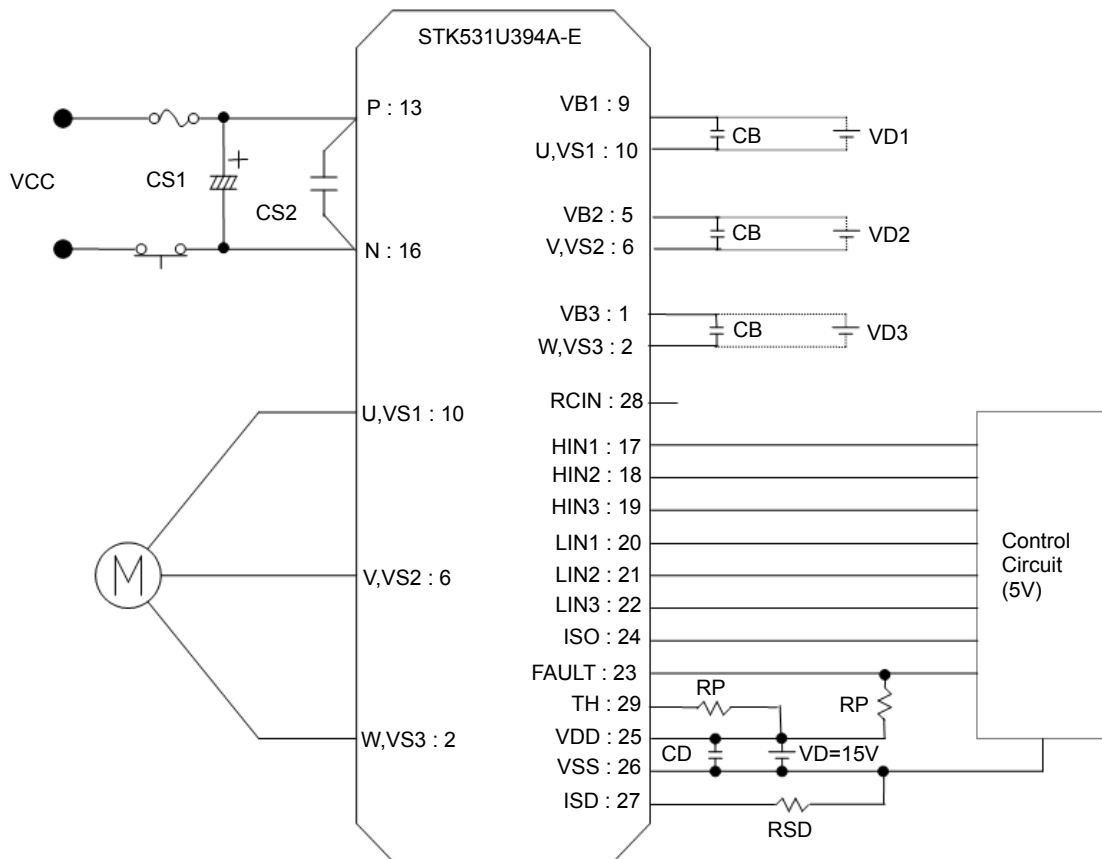 STK531U394A-E
P : 13
VB1 : 9
CB
VD1
U,VS1 : 10
VCC
CS1
+
CS2
VB2 : 5
CB
VD2
V,VS2 : 6
N : 16
VB3 : 1
CB
VD3
W,VS3 : 2
RCIN : 28
U,VS1 : 10
HIN1 : 17
HIN2 : 18
HIN3 : 19
LIN1 : 20
Control
Circuit
(5V)
M
V,VS2 : 6
LIN2 : 21
LIN3 : 22
ISO : 24
FAULT : 23
RP
TH : 29
RP
W,VS3 : 2
VDD : 25
CD
VD=15V
VSS : 26
ISD : 27
RSD